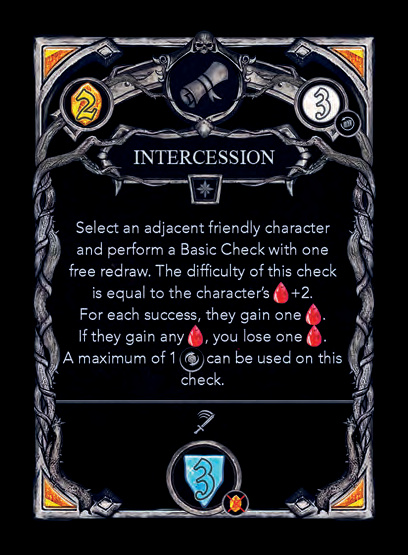 2
3
INTERCESSION
Select an adjacent friendly character
and perform a Basic Check with one
free redraw. The difficulty of this check
is equal to the character's +2.
For each success, they gain one .
If they gain any , you lose one .
A maximum of 1 can be used on this
check.
3